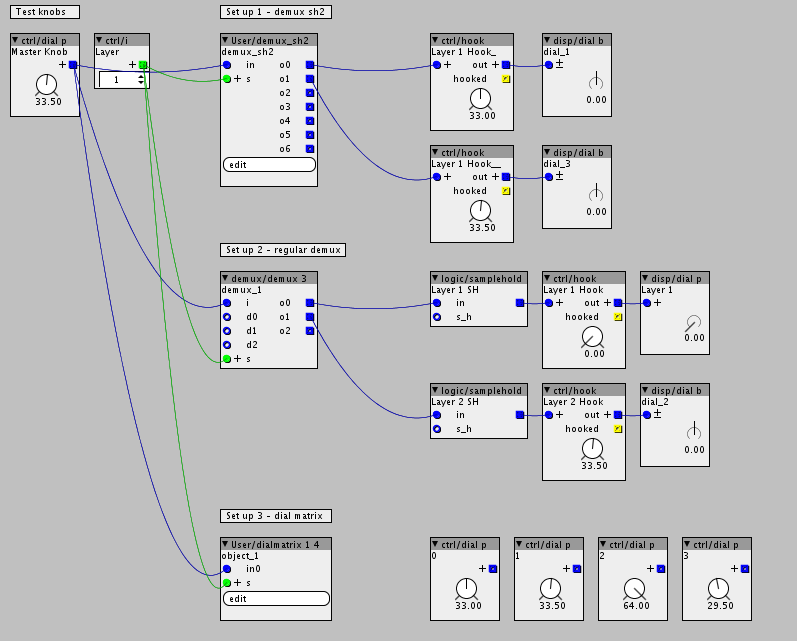 Test knobs
Set up 1 - demux sh2
ctrl/dial p
Master Knob
33.50
ctrl/i
Layer
1
User/demux_sh2
demux_sh2
in o0
s o1
o2
o3
o4
o5
o6
edit
ctrl/hook
Layer 1 Hook_
out
hooked
33.00
disp/dial b
dial_1
0.00
ctrl/hook
Layer 1 Hook__
out
hooked
33.50
disp/dial b
dial_3
0.00
Set up 2 - regular demux
demux/demux 3
demux_1
i o0
d0 o1
d1 o2
d2
s
logic/samplehold
Layer 1 SH
in
s_h
ctrl/hook
Layer 1 Hook
out
hooked
0.00
disp/dial p
Layer 1
0.00
logic/samplehold
Layer 2 SH
in
s_h
ctrl/hook
Layer 2 Hook
out
hooked
33.50
disp/dial b
dial_2
0.00
Set up 3 - dial matrix
User/dialmatrix 1 4
object_1
in0
s
edit
ctrl/dial p
0
33.00
ctrl/dial p
1
33.50
ctrl/dial p
2
64.00
ctrl/dial p
3
29.50